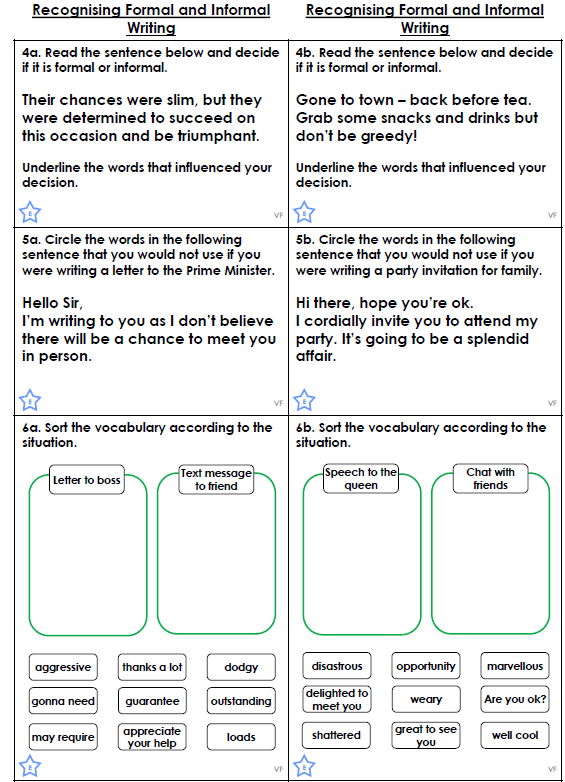 Recognising Formal and Informal
Writing
4a. Read the sentence below and decide
if it is formal or informal.
Their chances were slim, but they
were determined to succeed on
this occasion and be triumphant.
Underline the words that influenced your
decision.
E
VF
Recognising Formal and Informal
Writing
4b. Read the sentence below and decide
if it is formal or informal.
Gone to town – back before tea.
Grab some snacks and drinks but
don't be greedy!
Underline the words that influenced your
decision.
E
VF
5a. Circle the words in the following
sentence that you would not use if you
were writing a letter to the Prime Minister.
Hello Sir,
I'm writing to you as I don't believe
there will be a chance to meet you
in person.
E
VF
5b. Circle the words in the following
sentence that you would not use if you
were writing a party invitation for family.
Hi there, hope you're ok.
I cordially invite you to attend my
party. It's going to be a splendid
affair.
E
VF
6a. Sort the vocabulary according to the
situation.
Letter to boss
Text message
to friend
aggressive
thanks a lot
dodgy
gonna need
guarantee
outstanding
may require
appreciate
your help
loads
E
VF
6b. Sort the vocabulary according to the
situation.
Speech to the
queen
Chat with
friends
disastrous
opportunity
marvellous
delighted to
meet you
weary
Are you ok?
shattered
great to see
you
well cool
E
VF